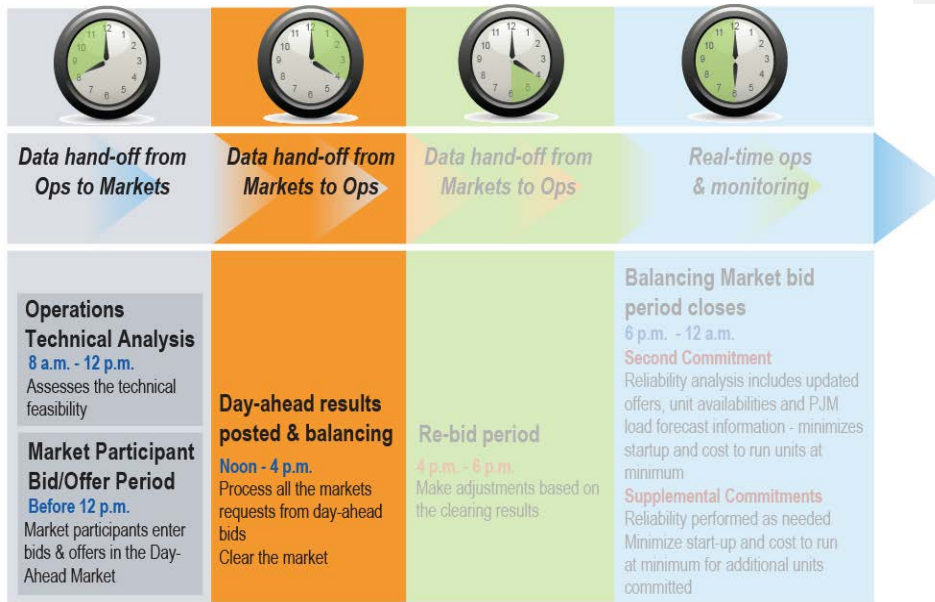 Data hand-off from
Ops to Markets
Data hand-off from
Markets to Ops
Data hand-off from
Markets to Ops
Real-time ops
& monitoring
Operations
Technical Analysis
8 a.m. - 12 p.m.
Assesses the technical
feasibility
Market Participant
Bid/Offer Period
Before 12 p.m.
Market participants enter
bids & offers in the Day-
Ahead Market
Day-ahead results
posted & balancing
Noon - 4 p.m.
Process all the markets
requests from day-ahead
bids
Clear the market
Re-bid period
4 p.m. - 6 p.m.
Make adjustments based on
the clearing results
Balancing Market bid
period closes
6 p.m. - 12 a.m.
Second Commitment
Reliability analysis includes updated
offers, unit availabilities and PJM
load forecast information - minimizes
startup and cost to run units at
minimum
Supplemental Commitments
Reliability performed as needed
Minimize start-up and cost to run
at minimum for additional units
committed